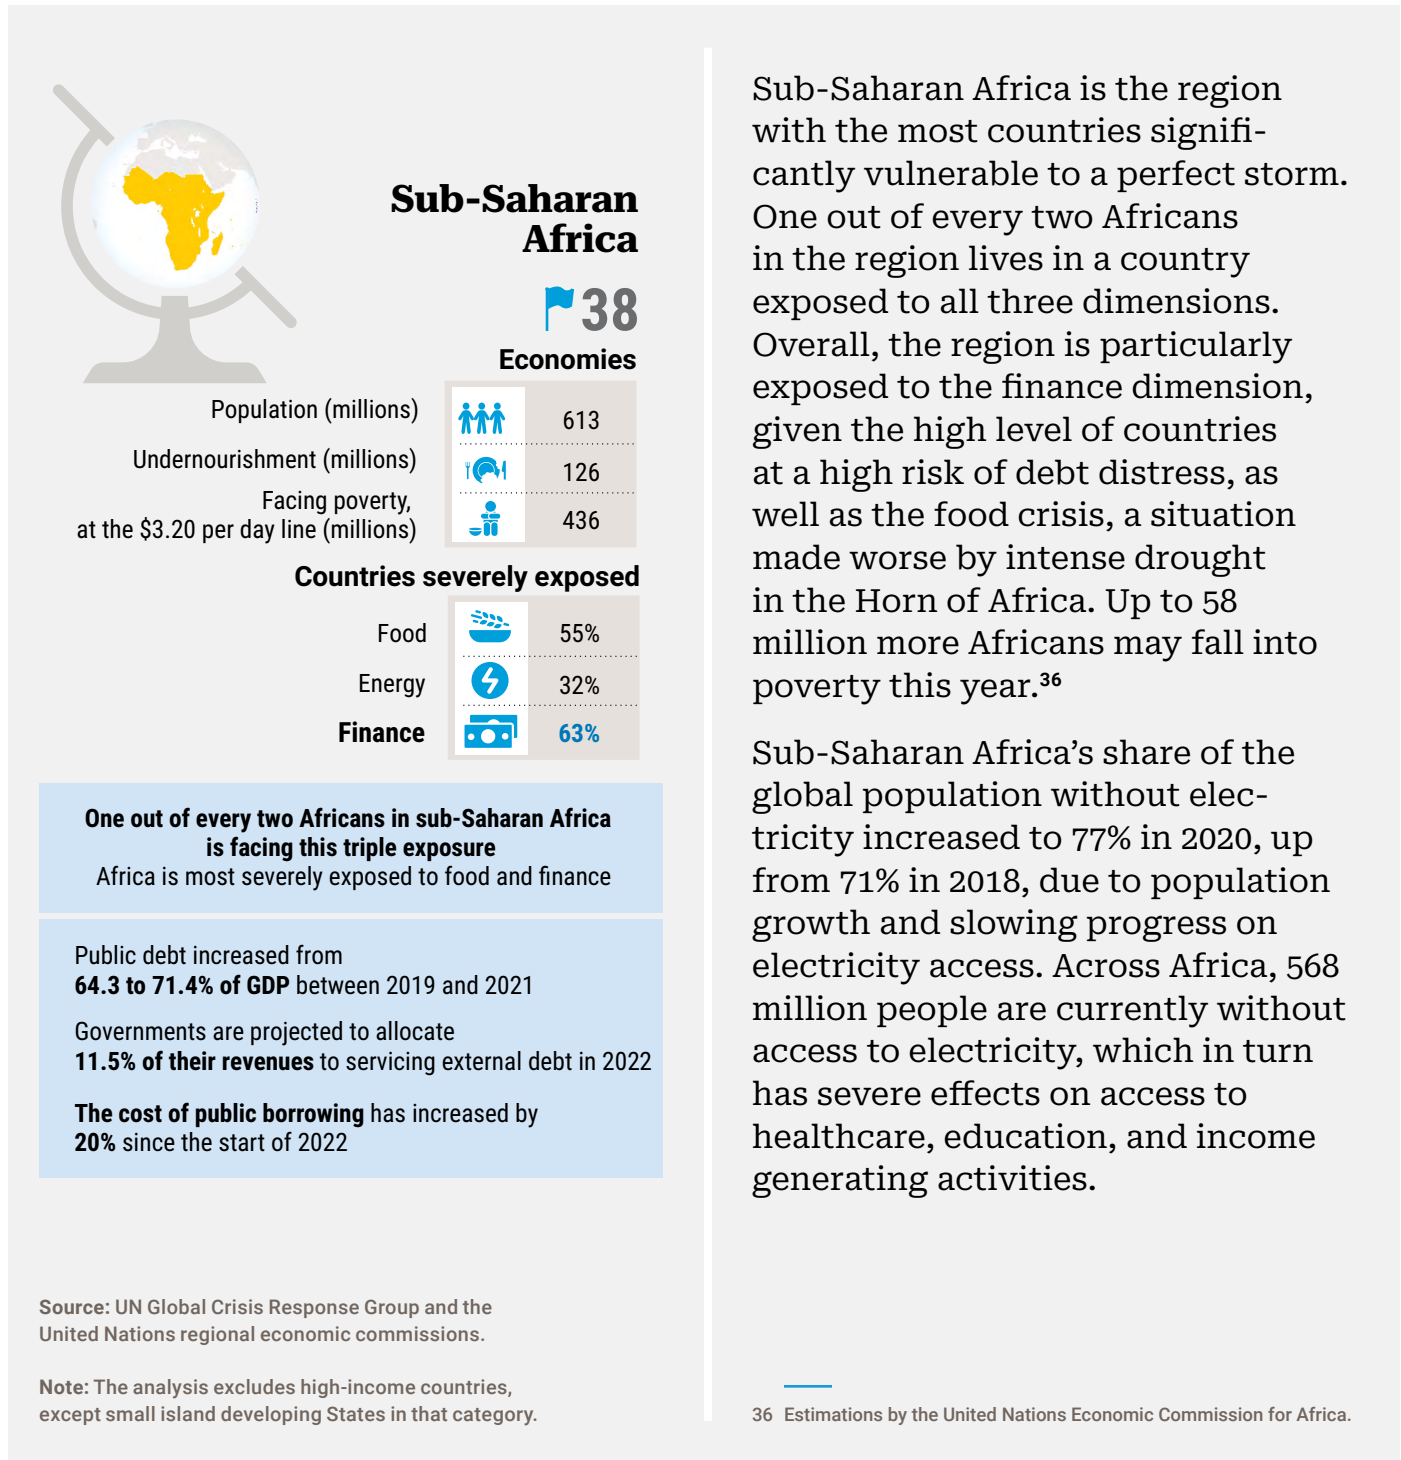 Sub-Saharan
Africa
38
Economies
Population (millions)
613
Undernourishment (millions)
126
Facing poverty,
at the $3.20 per day line (millions)
436
Countries severely exposed
Food
55%
Energy
32%
Finance
63%
One out of every two Africans in sub-Saharan Africa
is facing this triple exposure
Africa is most severely exposed to food and finance
Public debt increased from
64.3 to 71.4% of GDP between 2019 and 2021
Governments are projected to allocate
11.5% of their revenues to servicing external debt in 2022
The cost of public borrowing has increased by
20% since the start of 2022
Source: UN Global Crisis Response Group and the
United Nations regional economic commissions.
Note: The analysis excludes high-income countries,
except small island developing States in that category.
Sub-Saharan Africa is the region
with the most countries signifi-
cantly vulnerable to a perfect storm.
One out of every two Africans
in the region lives in a country
exposed to all three dimensions.
Overall, the region is particularly
exposed to the finance dimension,
given the high level of countries
at a high risk of debt distress, as
well as the food crisis, a situation
made worse by intense drought
in the Horn of Africa. Up to 58
million more Africans may fall into
poverty this year.36
Sub-Saharan Africa’s share of the
global population without elec-
tricity increased to 77% in 2020, up
from 71% in 2018, due to population
growth and slowing progress on
electricity access. Across Africa, 568
million people are currently without
access to electricity, which in turn
has severe effects on access to
healthcare, education, and income
generating activities.
36 Estimations by the United Nations Economic Commission for Africa.